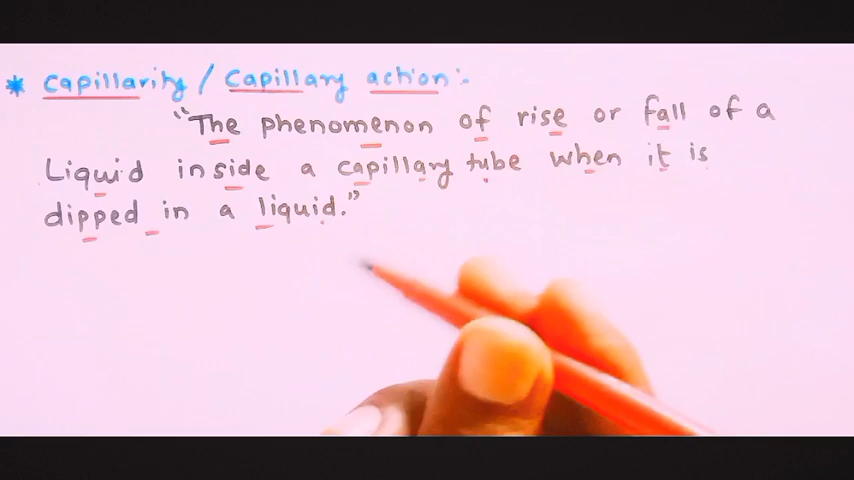 * Capillarity / Capillary action :-
"The phenomenon of rise or fall of a
Liquid inside a capillary tube when it is
dipped in a liquid."